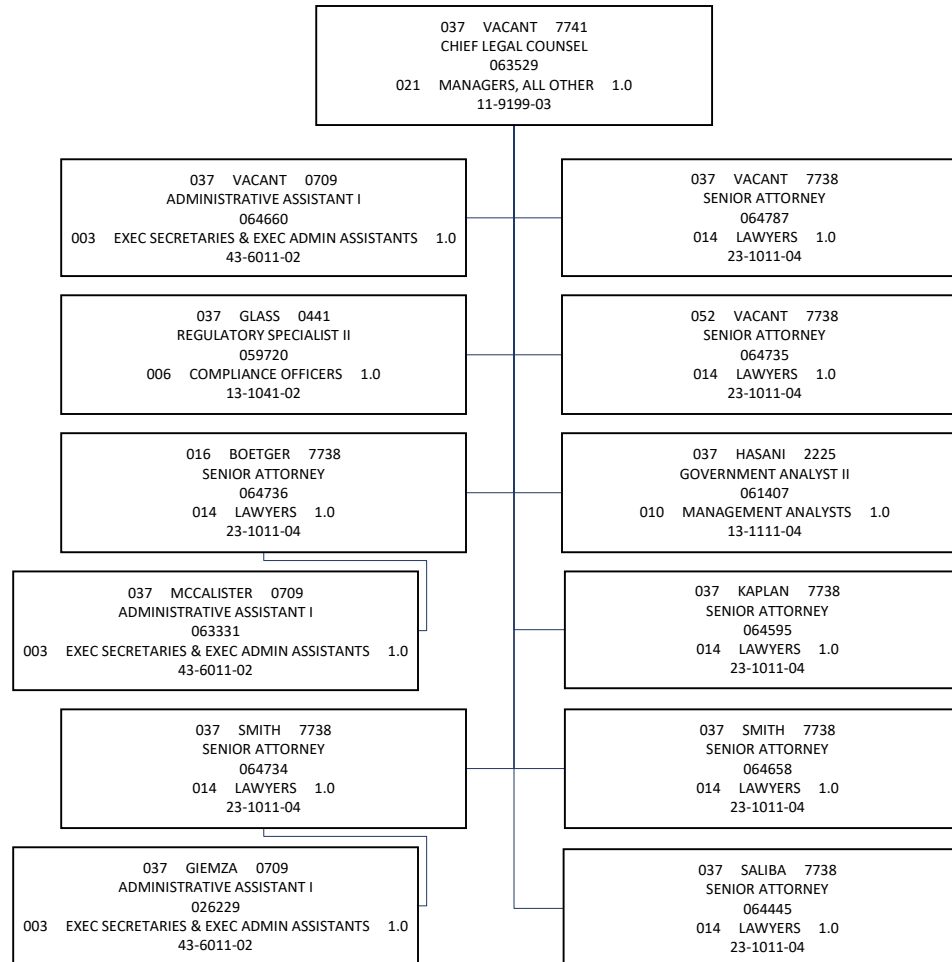 037 VACANT 7741
CHIEF LEGAL COUNSEL
063529
021 MANAGERS, ALL OTHER 1.0
11-9199-03
037 VACANT 0709
ADMINISTRATIVE ASSISTANT I
064660
003 EXEC SECRETARIES & EXEC ADMIN ASSISTANTS 1.0
43-6011-02
037 VACANT 7738
SENIOR ATTORNEY
064787
014 LAWYERS 1.0
23-1011-04
037 GLASS 0441
REGULATORY SPECIALIST II
059720
006 COMPLIANCE OFFICERS 1.0
13-1041-02
052 VACANT 7738
SENIOR ATTORNEY
064735
014 LAWYERS 1.0
23-1011-04
016 BOETGER 7738
SENIOR ATTORNEY
064736
014 LAWYERS 1.0
23-1011-04
037 HASANI 2225
GOVERNMENT ANALYST II
061407
010 MANAGEMENT ANALYSTS 1.0
13-1111-04
037 MCCALISTER 0709
ADMINISTRATIVE ASSISTANT I
063331
003 EXEC SECRETARIES & EXEC ADMIN ASSISTANTS 1.0
43-6011-02
037 KAPLAN 7738
SENIOR ATTORNEY
064595
014 LAWYERS 1.0
23-1011-04
037 SMITH 7738
SENIOR ATTORNEY
064734
014 LAWYERS 1.0
23-1011-04
037 SMITH 7738
SENIOR ATTORNEY
064658
014 LAWYERS 1.0
23-1011-04
037 GIEMZA 0709
ADMINISTRATIVE ASSISTANT I
026229
003 EXEC SECRETARIES & EXEC ADMIN ASSISTANTS 1.0
43-6011-02
037 SALIBA 7738
SENIOR ATTORNEY
064445
014 LAWYERS 1.0
23-1011-04